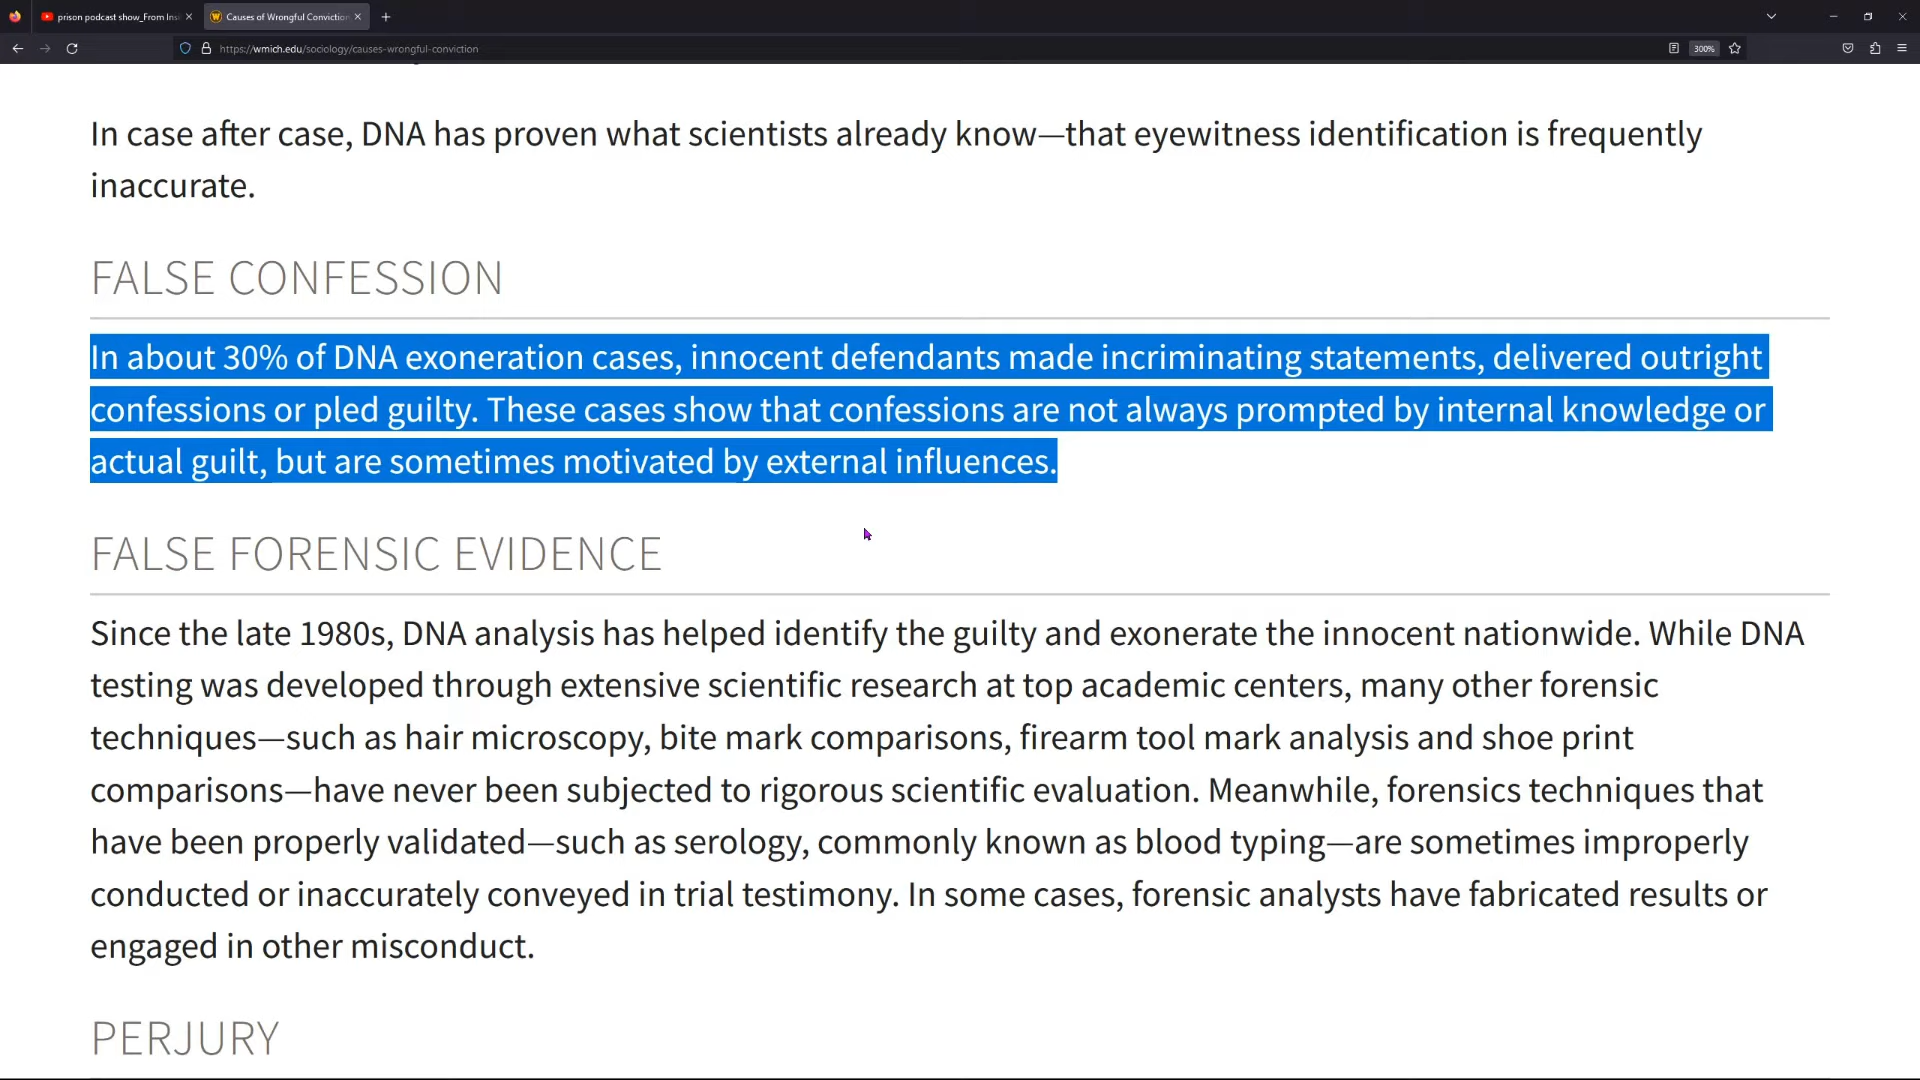 prison podcast show_From Insi
Causes of Wrongful Conviction
https://wmich.edu/sociology/causes-wrongful-conviction
300%
In case after case, DNA has proven what scientists already know—that eyewitness identification is frequently
inaccurate.
FALSE CONFESSION
In about 30% of DNA exoneration cases, innocent defendants made incriminating statements, delivered outright
confessions or pled guilty. These cases show that confessions are not always prompted by internal knowledge or
actual guilt, but are sometimes motivated by external influences.
FALSE FORENSIC EVIDENCE
Since the late 1980s, DNA analysis has helped identify the guilty and exonerate the innocent nationwide. While DNA
testing was developed through extensive scientific research at top academic centers, many other forensic
techniques—such as hair microscopy, bite mark comparisons, firearm tool mark analysis and shoe print
comparisons—have never been subjected to rigorous scientific evaluation. Meanwhile, forensics techniques that
have been properly validated—such as serology, commonly known as blood typing—are sometimes improperly
conducted or inaccurately conveyed in trial testimony. In some cases, forensic analysts have fabricated results or
engaged in other misconduct.
PERJURY